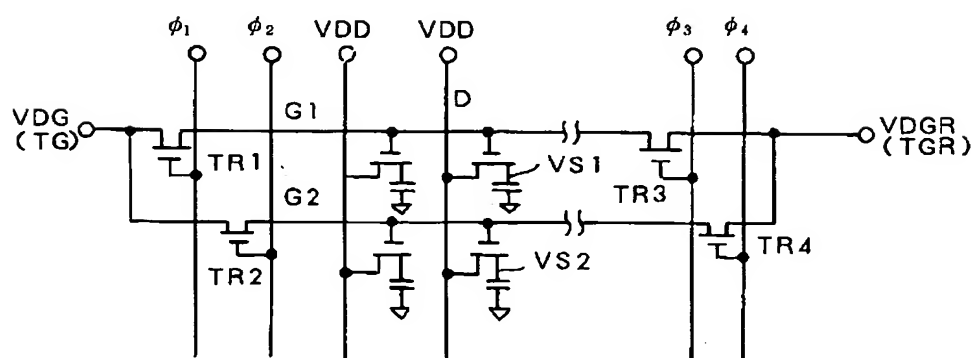 ϕ1 ϕ2 VDD VDD ϕ3 ϕ4
VDG
(TG)
G1
D
VDGR
(TGR)
TR1
VS1
TR3
G2
TR2
VS2
TR4